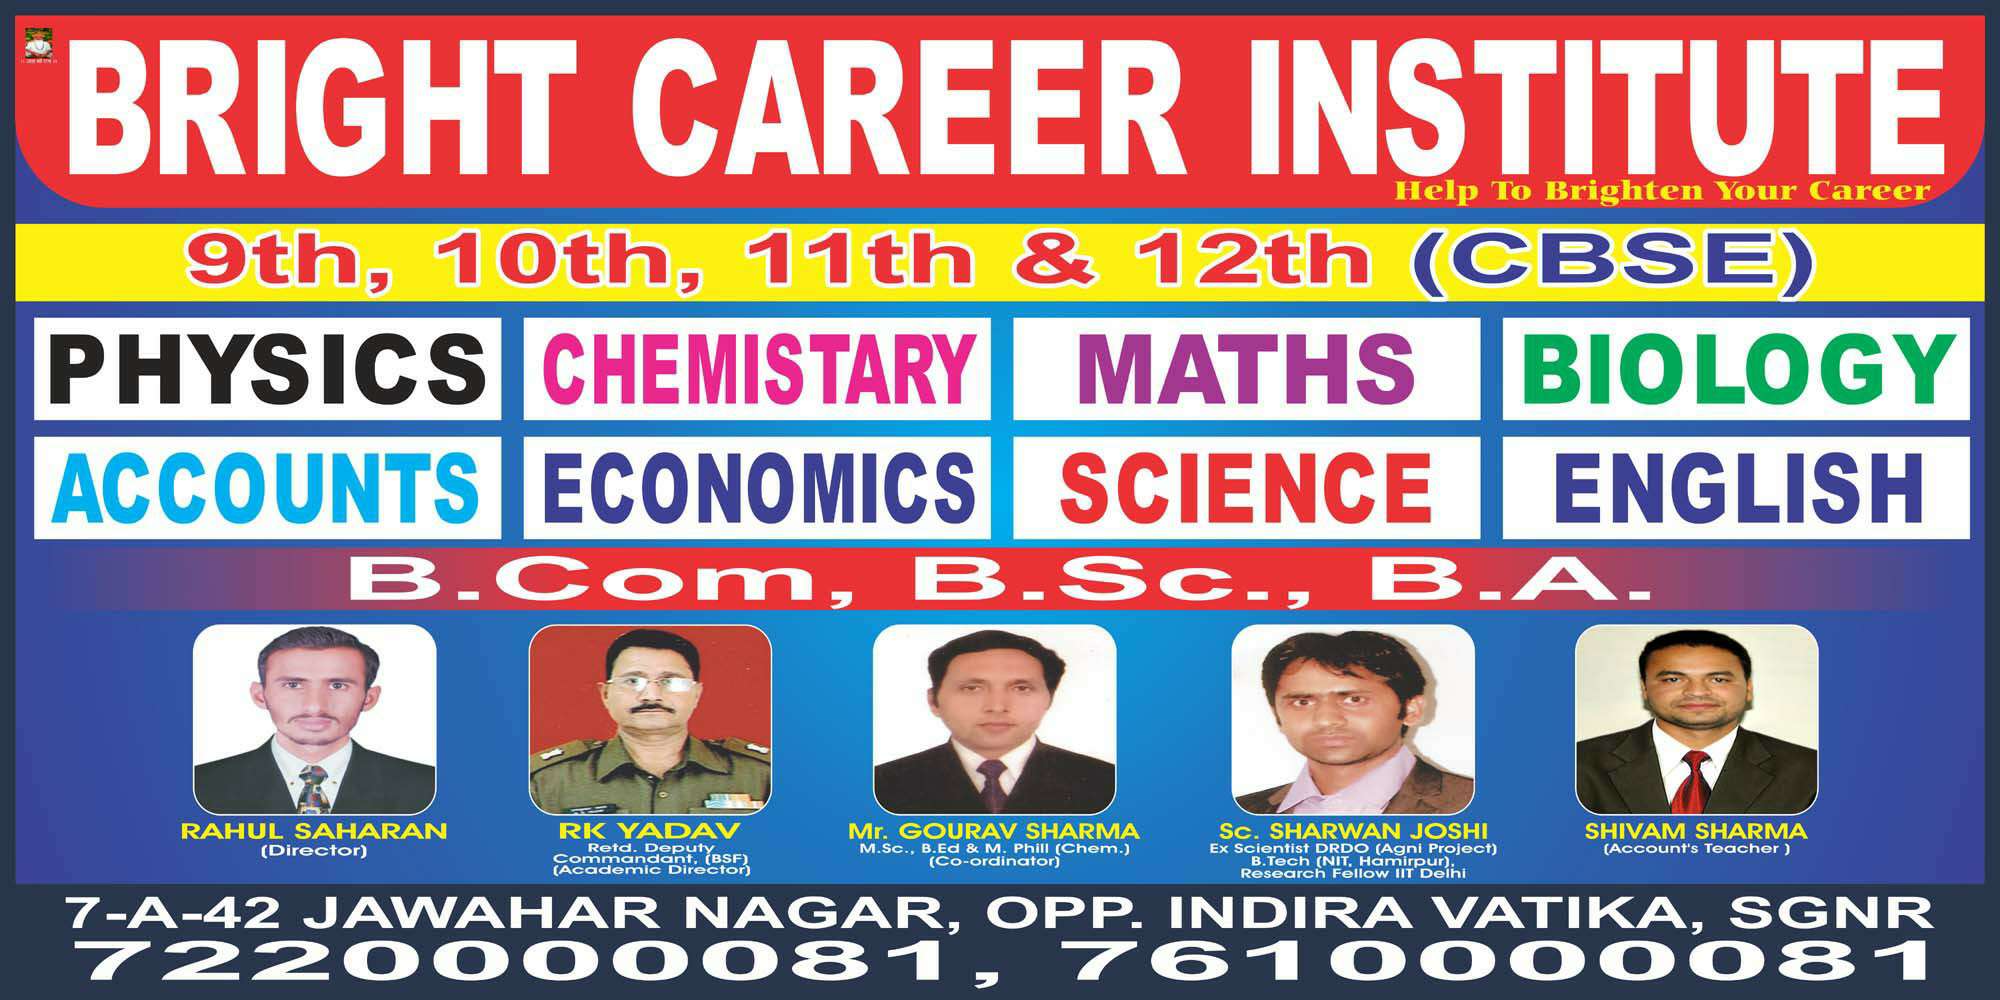 BRIGHT CAREER INSTITUTE
Help To Brighten Your Career
9th, 10th, 11th & 12th (CBSE)
PHYSICS CHEMISTARY MATHS BIOLOGY
ACCOUNTS ECONOMICS SCIENCE ENGLISH
B.Com, B.Sc., B.A.
RAHUL SAHARAN
(Director)
RK YADAV
Retd. Deputy
Commandant, (BSF)
(Academic Director)
Mr. GOURAV SHARMA
M.Sc., B.Ed & M. Phill (Chem.)
(Co-ordinator)
Sc. SHARWAN JOSHI
Ex Scientist DRDO (Agni Project)
B.Tech (NIT, Hamirpur),
Research Fellow IIT Delhi
SHIVAM SHARMA
(Account's Teacher )
7-A-42 JAWAHAR NAGAR, OPP. INDIRA VATIKA, SGNR
7220000081, 7610000081